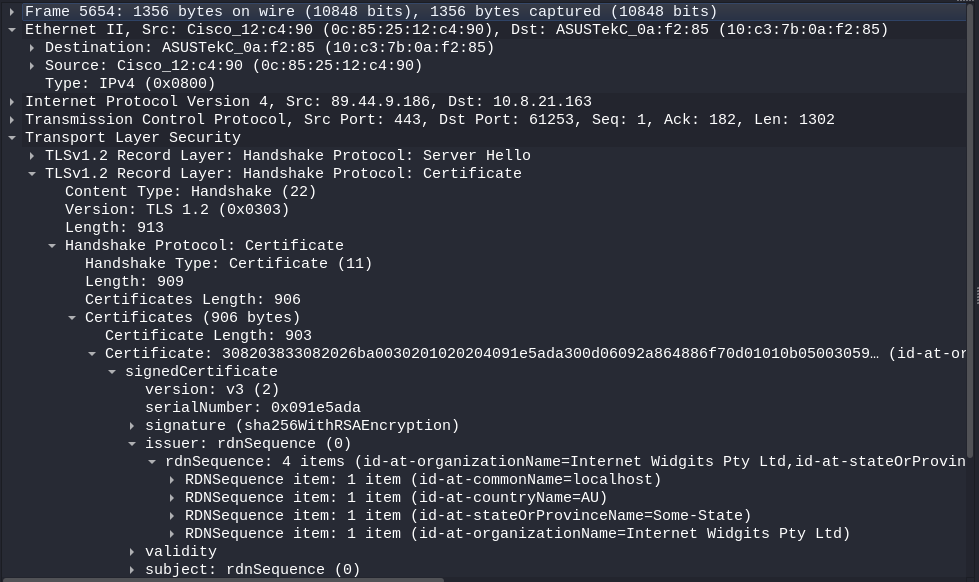 Frame 5654: 1356 bytes on wire (10848 bits), 1356 bytes captured (10848 bits)
Ethernet II, Src: Cisco_12:c4:90 (0c:85:25:12:c4:90), Dst: ASUSTekC_0a:f2:85 (10:c3:7b:0a:f2:85)
Destination: ASUSTekC_0a:f2:85 (10:c3:7b:0a:f2:85)
Source: Cisco_12:c4:90 (0c:85:25:12:c4:90)
Type: IPv4 (0x0800)
Internet Protocol Version 4, Src: 89.44.9.186, Dst: 10.8.21.163
Transmission Control Protocol, Src Port: 443, Dst Port: 61253, Seq: 1, Ack: 182, Len: 1302
Transport Layer Security
TLSv1.2 Record Layer: Handshake Protocol: Server Hello
TLSv1.2 Record Layer: Handshake Protocol: Certificate
Content Type: Handshake (22)
Version: TLS 1.2 (0x0303)
Length: 913
Handshake Protocol: Certificate
Handshake Type: Certificate (11)
Length: 909
Certificates Length: 906
Certificates (906 bytes)
Certificate Length: 903
Certificate: 308203833082026ba0030201020204091e5ada300d06092a864886f70d01010b05003059… (id-at-or
signedCertificate
version: v3 (2)
serialNumber: 0x091e5ada
signature (sha256WithRSAEncryption)
issuer: rdnSequence (0)
rdnSequence: 4 items (id-at-organizationName=Internet Widgits Pty Ltd,id-at-stateOrProvin
RDNSequence item: 1 item (id-at-commonName=localhost)
RDNSequence item: 1 item (id-at-countryName=AU)
RDNSequence item: 1 item (id-at-stateOrProvinceName=Some-State)
RDNSequence item: 1 item (id-at-organizationName=Internet Widgits Pty Ltd)
validity
subject: rdnSequence (0)